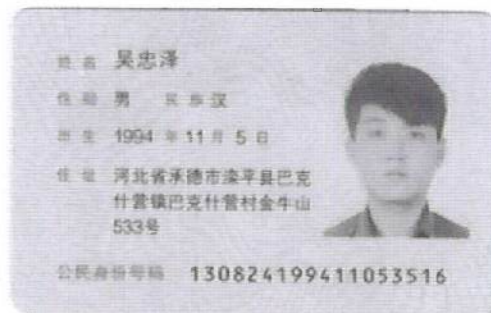 姓名 吴忠泽
性别 男 民族 汉
出生 1994 年 11 月 5 日
住址 河北省承德市滦平县巴克
什营镇巴克什营村金牛山
533号
公民身份号码 130824199411053516